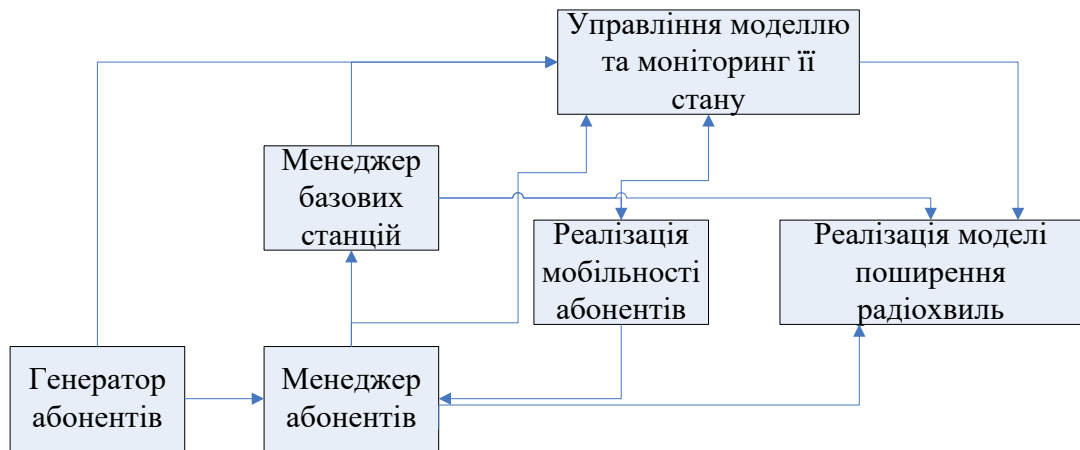 Управління моделлю
та моніторинг її
стану
Менеджер
базових
станцій
Реалізація
мобільності
абонентів
Реалізація моделі
поширення
радіохвиль
Генератор
абонентів
Менеджер
абонентів